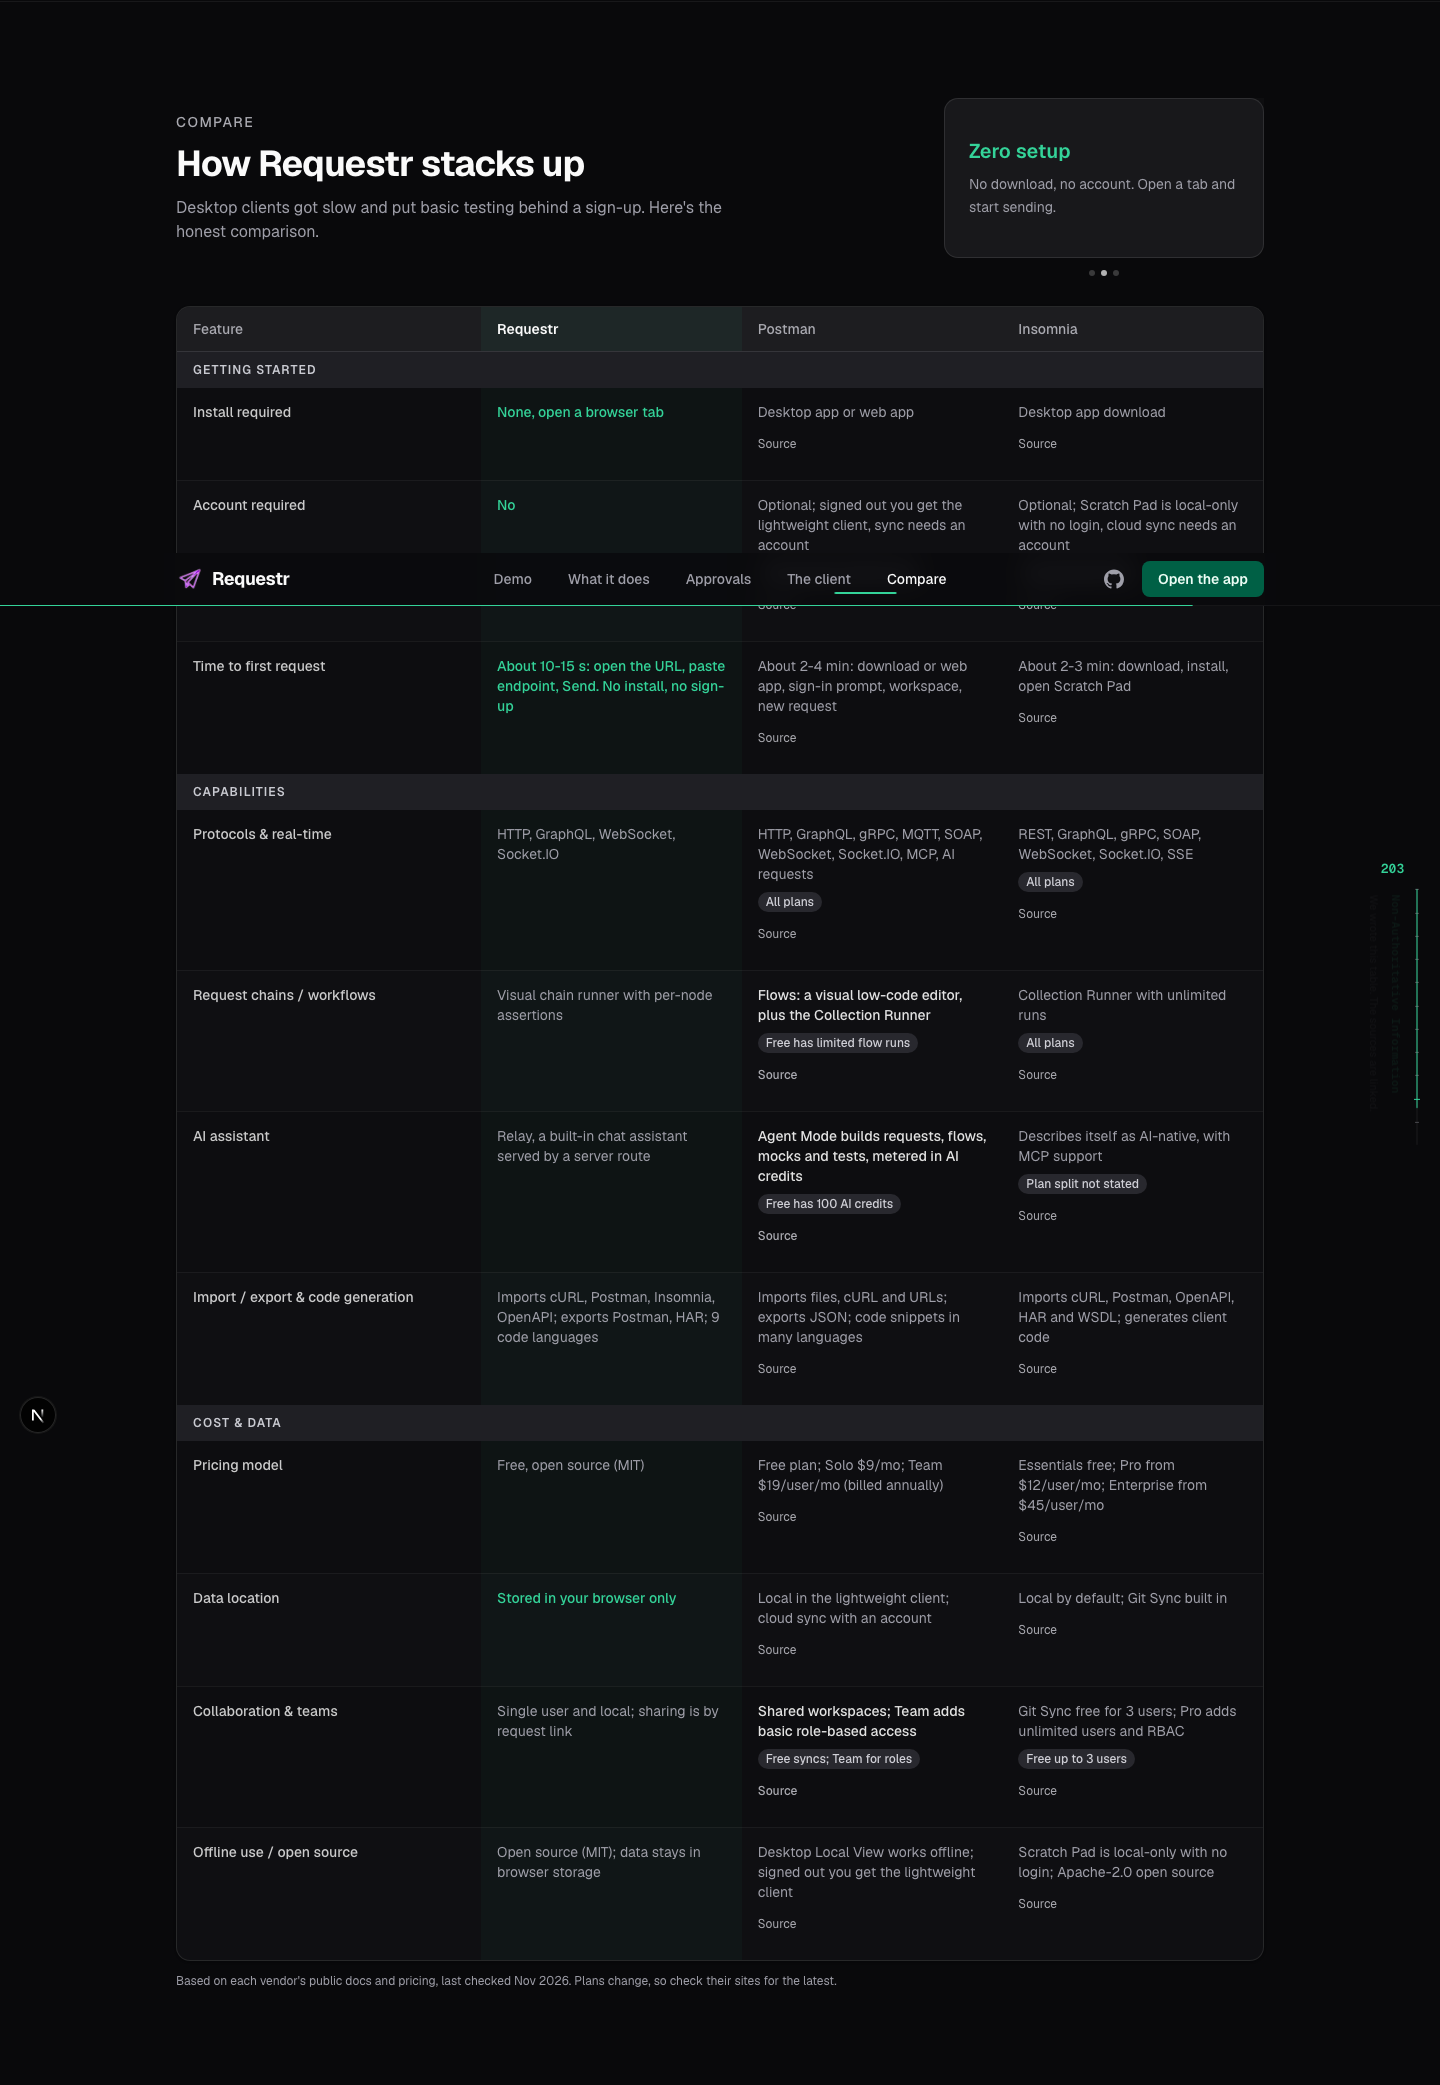 COMPARE
How Requestr stacks up
Desktop clients got slow and put basic testing behind a sign-up. Here's the
honest comparison.
Zero setup
No download, no account. Open a tab and
start sending.
Feature
Requestr
Postman
Insomnia
GETTING STARTED
Install required
None, open a browser tab
Desktop app or web app
Source
Desktop app download
Source
Account required
No
Optional; signed out you get the
lightweight client, sync needs an
account
Source
Optional; Scratch Pad is local-only
with no login, cloud sync needs an
account
Source
Requestr
Demo
What it does
Approvals
The client
Compare
Open the app
Time to first request
About 10-15 s: open the URL, paste
endpoint, Send. No install, no sign-
up
About 2-4 min: download or web
app, sign-in prompt, workspace,
new request
Source
About 2-3 min: download, install,
open Scratch Pad
Source
CAPABILITIES
Protocols & real-time
HTTP, GraphQL, WebSocket,
Socket.IO
HTTP, GraphQL, gRPC, MQTT, SOAP,
WebSocket, Socket.IO, MCP, AI
requests
All plans
Source
REST, GraphQL, gRPC, SOAP,
WebSocket, Socket.IO, SSE
All plans
Source
203
Non-Authoritative Information
Request chains / workflows
Visual chain runner with per-node
assertions
Flows: a visual low-code editor,
plus the Collection Runner
Free has limited flow runs
Source
Collection Runner with unlimited
runs
All plans
Source
AI assistant
Relay, a built-in chat assistant
served by a server route
Agent Mode builds requests, flows,
mocks and tests, metered in AI
credits
Free has 100 AI credits
Source
Describes itself as AI-native, with
MCP support
Plan split not stated
Source
Import / export & code generation
Imports cURL, Postman, Insomnia,
OpenAPI; exports Postman, HAR; 9
code languages
Imports files, cURL and URLs;
exports JSON; code snippets in
many languages
Source
Imports cURL, Postman, OpenAPI,
HAR and WSDL; generates client
code
Source
COST & DATA
Pricing model
Free, open source (MIT)
Free plan; Solo $9/mo; Team
$19/user/mo (billed annually)
Source
Essentials free; Pro from
$12/user/mo; Enterprise from
$45/user/mo
Source
Data location
Stored in your browser only
Local in the lightweight client;
cloud sync with an account
Source
Local by default; Git Sync built in
Source
Collaboration & teams
Single user and local; sharing is by
request link
Shared workspaces; Team adds
basic role-based access
Free syncs; Team for roles
Source
Git Sync free for 3 users; Pro adds
unlimited users and RBAC
Free up to 3 users
Source
Offline use / open source
Open source (MIT); data stays in
browser storage
Desktop Local View works offline;
signed out you get the lightweight
client
Source
Scratch Pad is local-only with no
login; Apache-2.0 open source
Source
Based on each vendor's public docs and pricing, last checked Nov 2026. Plans change, so check their sites for the latest.